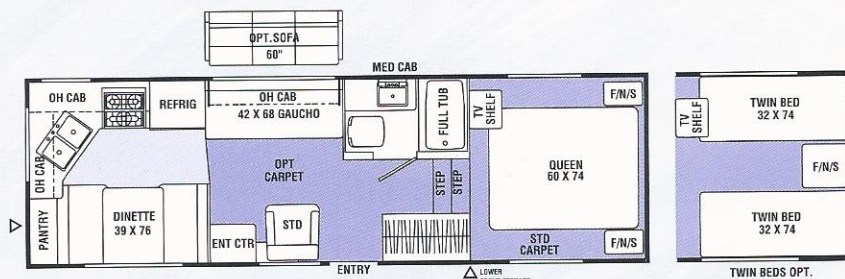 OPT. SOFA
60"
MED CAB
OH CAB
REFRIG
OH CAB
42 X 68 GAUCHO
FULL TUB
TV
SHELF
F/N/S
OH CAB
OPT
CARPET
STEP
STEP
QUEEN
60 X 74
PANTRY
DINETTE
39 X 76
ENT CTR
STD
STD
CARPET
F/N/S
ENTRY
LOWER
TWIN BED
32 X 74
TV
SHELF
F/N/S
TWIN BED
32 X 74
TWIN BEDS OPT.